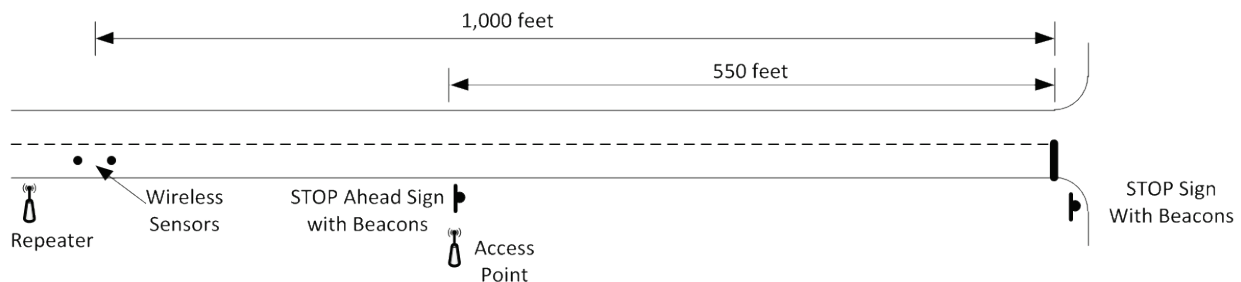 1,000 feet
550 feet
Wireless
Sensors
STOP Ahead Sign
with Beacons
STOP Sign
With Beacons
Repeater
Access
Point